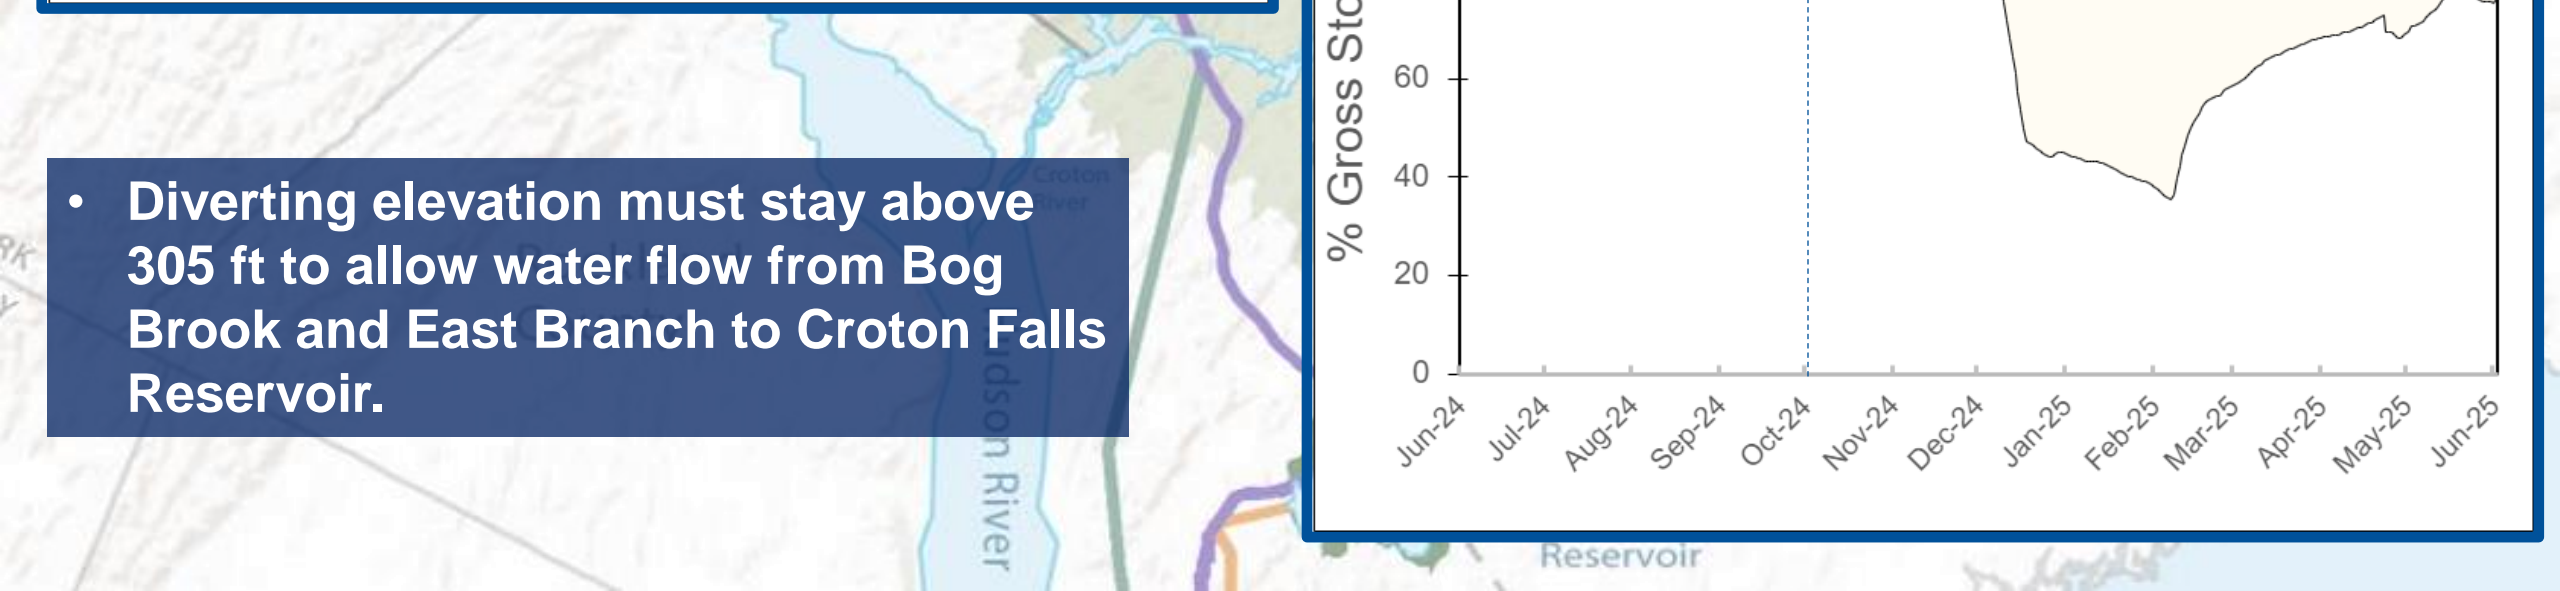 • Diverting elevation must stay above
305 ft to allow water flow from Bog
Brook and East Branch to Croton Falls
Reservoir.
Croton
River
Hudson River
% Gross Sto
60
40
20
0
Jun-24
Jul-24
Aug-24
Sep-24
Oct-24
Nov-24
Dec-24
Jan-25
Feb-25
Mar-25
Apr-25
May-25
Jun-25
Reservoir